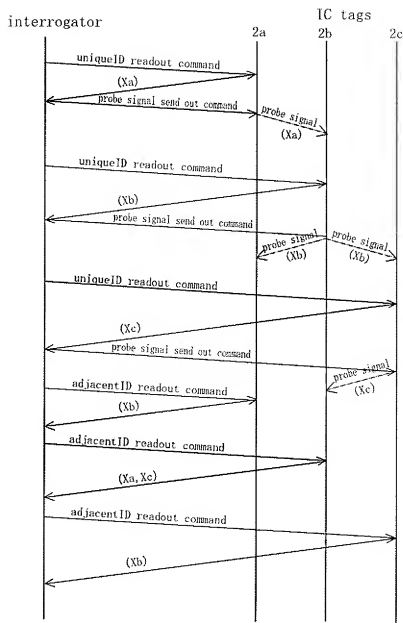 interrogator
IC tags
2a
2b
2c
uniqueID readout command
(Xa)
probe signal send out command
probe signal
(Xa)
uniqueID readout command
(Xb)
probe signal send out command
probe signal
probe signal
(Xb)
(Xb)
uniqueID readout command
(Xc)
probe signal send out command
probe signal
(Xc)
adjacentID readout command
(Xb)
adjacentID readout command
(Xa, Xc)
adjacentID readout command
(Xb)